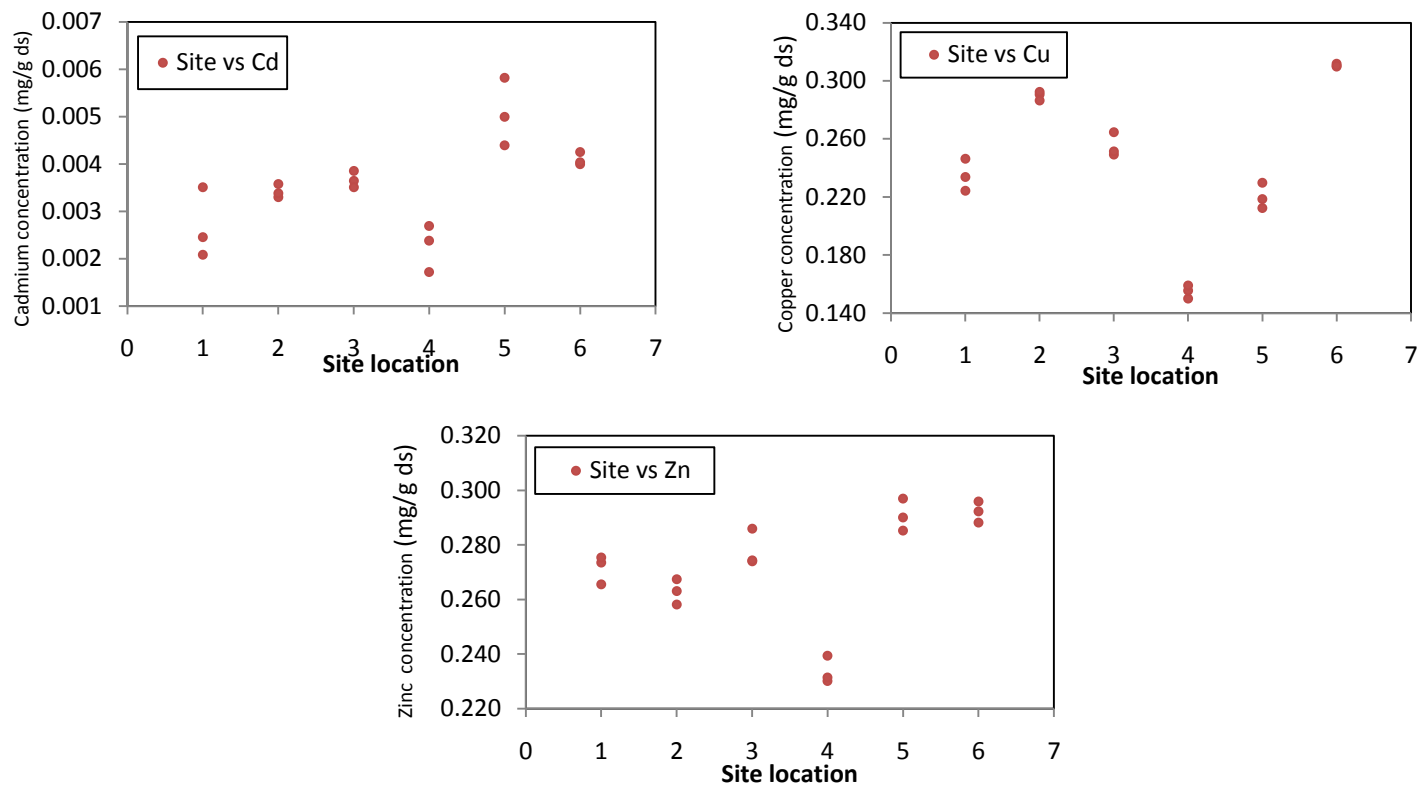 Cadmium concentration (mg/g ds)
0.007
0.006
0.005
0.004
0.003
0.002
0.001
Site vs Cd
0 1 2 3 4 5 6 7
Site location
Copper concentration (mg/g ds)
0.340
0.300
0.260
0.220
0.180
0.140
Site vs Cu
0 1 2 3 4 5 6 7
Site location
Zinc concentration (mg/g ds)
0.320
0.300
0.280
0.260
0.240
0.220
Site vs Zn
0 1 2 3 4 5 6 7
Site location